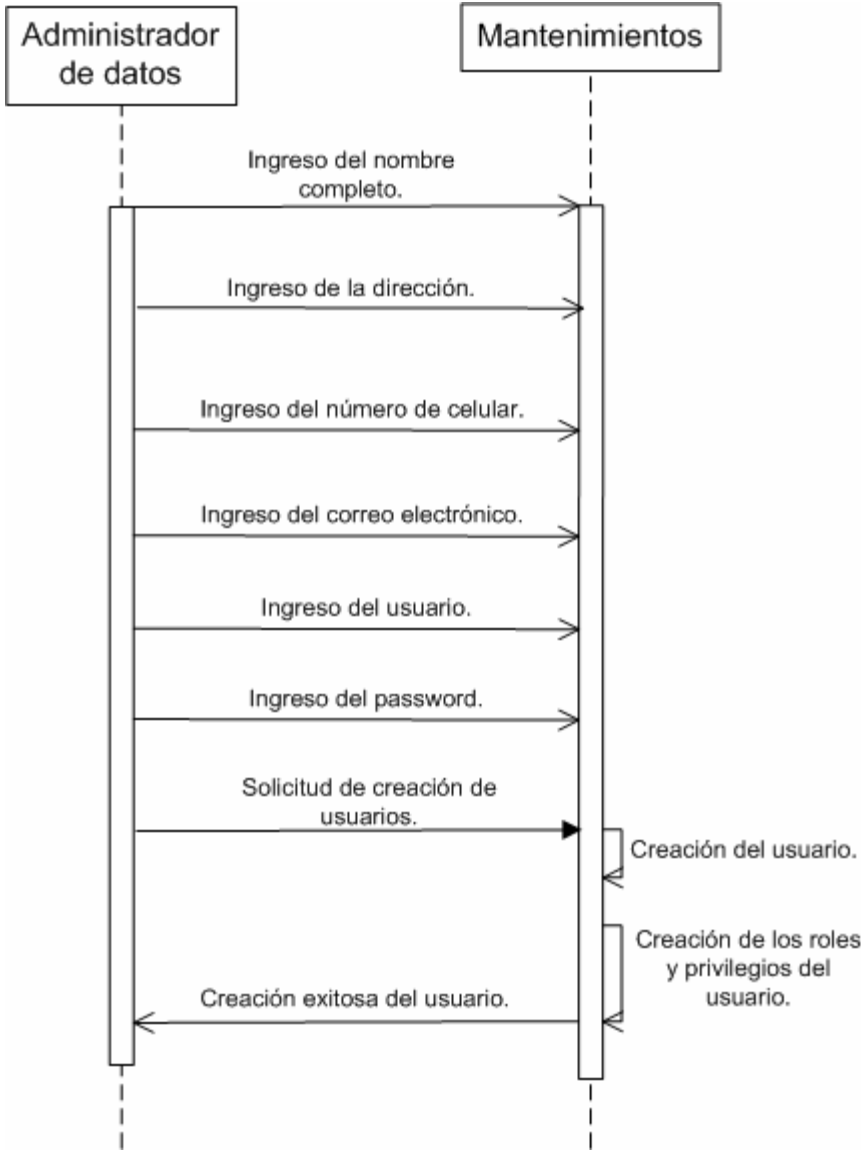 Administrador
de datos
Mantenimientos
Ingreso del nombre
completo.
Ingreso de la dirección.
Ingreso del número de celular.
Ingreso del correo electrónico.
Ingreso del usuario.
Ingreso del password.
Solicitud de creación de
usuarios.
Creación del usuario.
Creación de los roles
y privilegios del
usuario.
Creación exitosa del usuario.